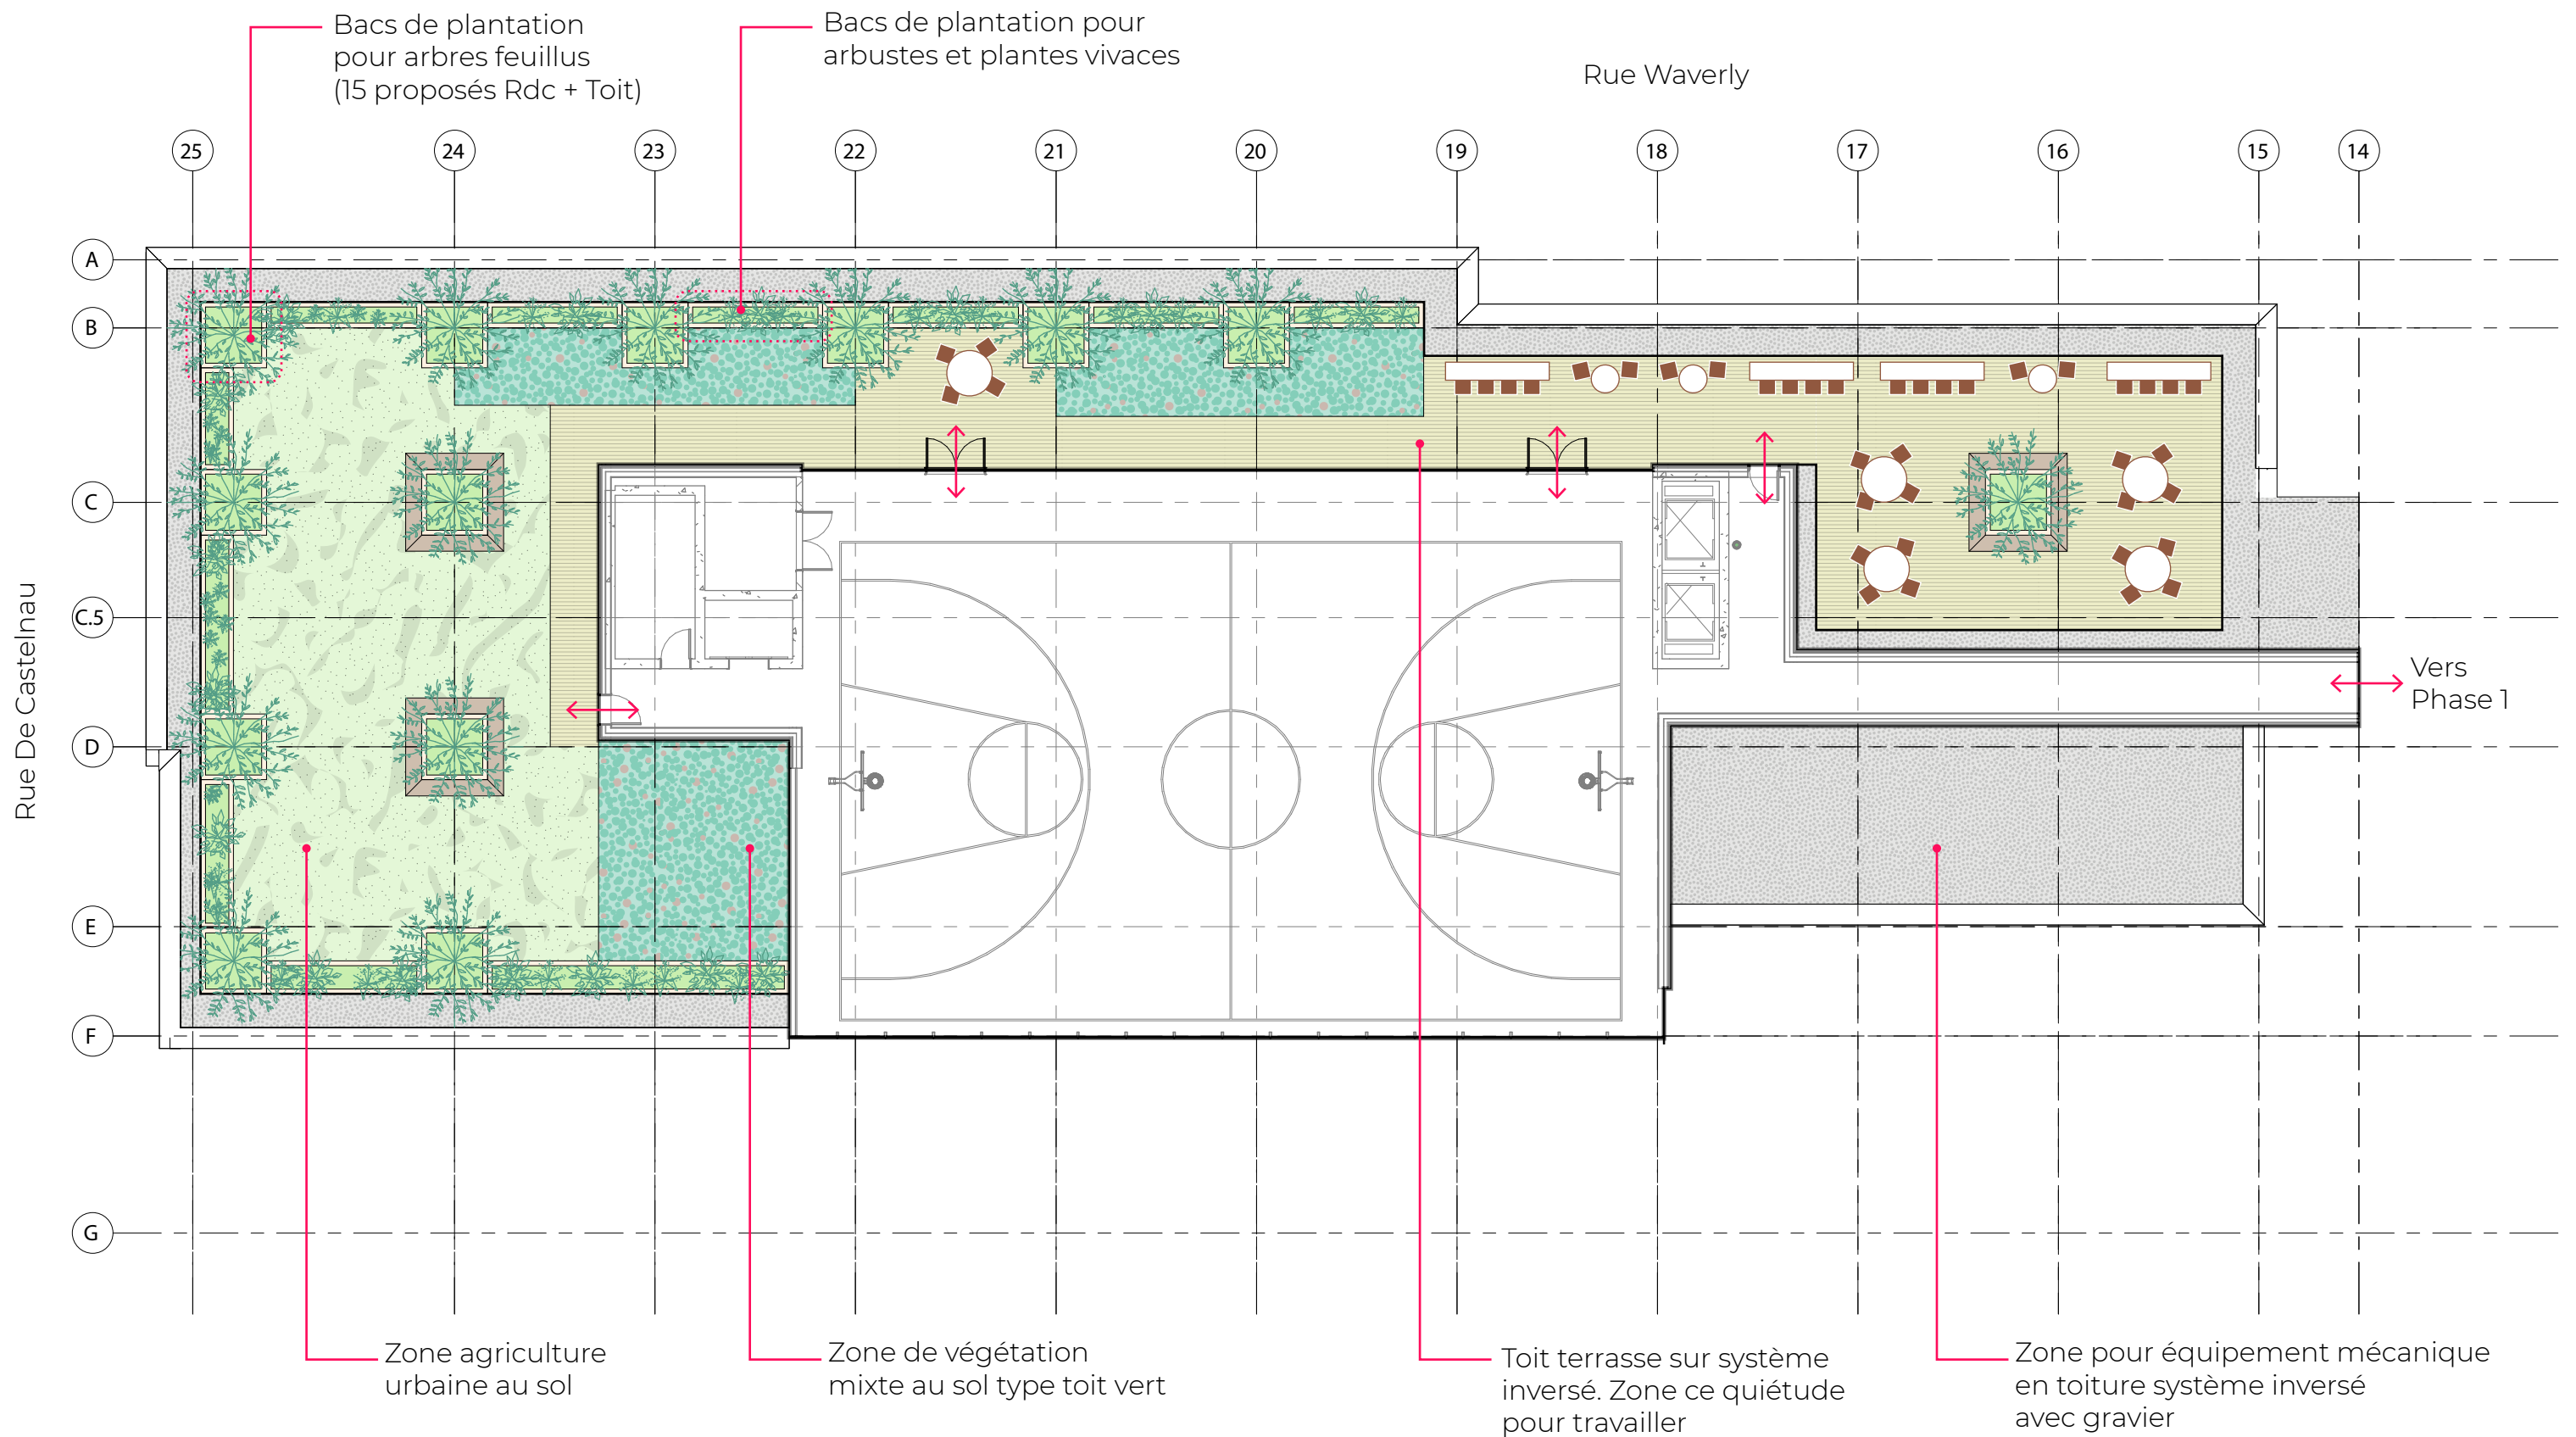 Bacs de plantation
pour arbres feuillus
(15 proposés Rdc + Toit)
Bacs de plantation pour
arbustes et plantes vivaces
Rue Waverly
25
24
23
22
21
20
19
18
17
16
15
14
A
B
C
C.5
D
E
F
G
Rue De Castelnau
Vers
Phase 1
Zone agriculture
urbaine au sol
Zone de végétation
mixte au sol type toit vert
Toit terrasse sur système
inversé. Zone ce quiétude
pour travailler
Zone pour équipement mécanique
en toiture système inversé
avec gravier